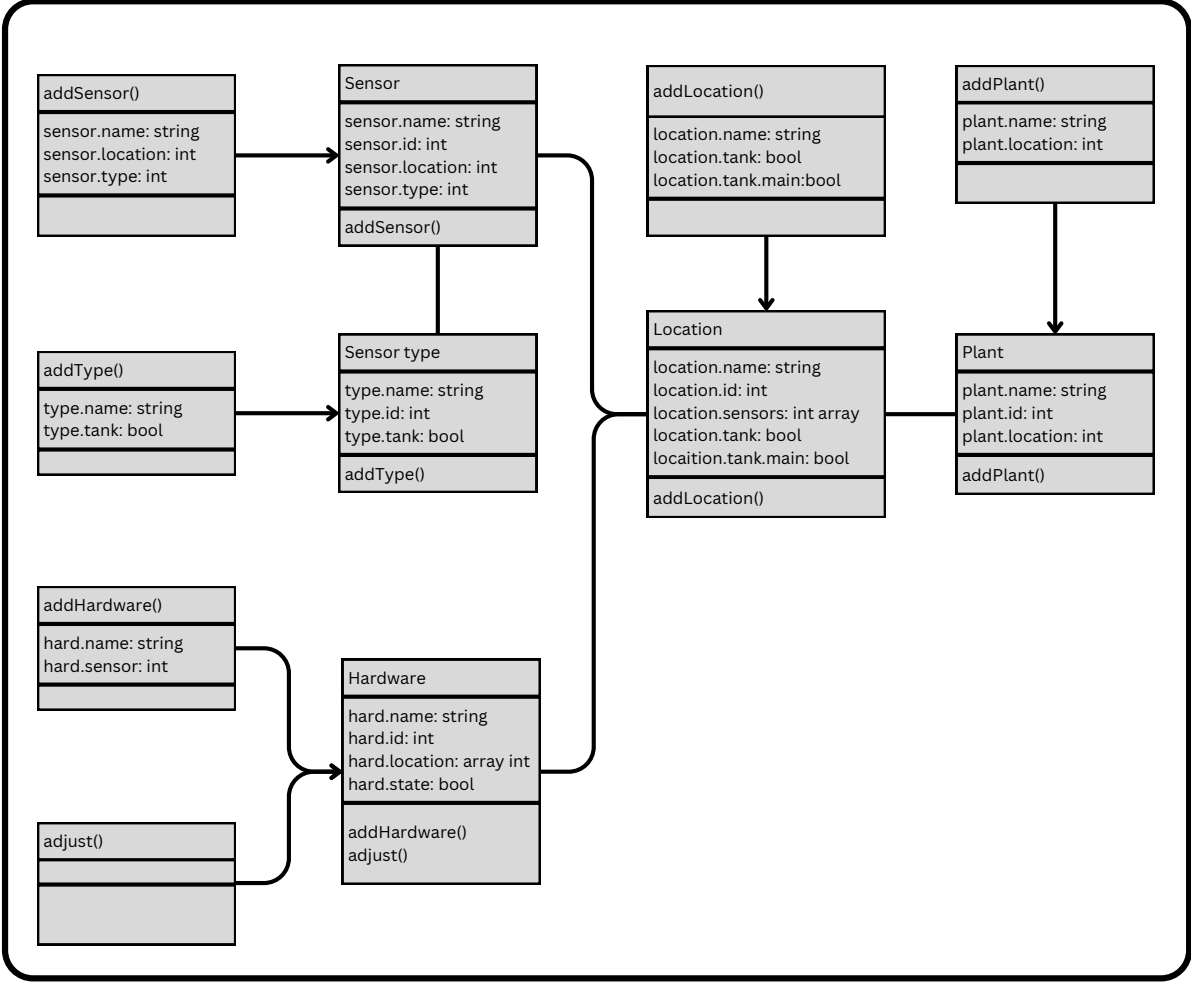 addSensor()
sensor.name: string
sensor.location: int
sensor.type: int
Sensor
sensor.name: string
sensor.id: int
sensor.location: int
sensor.type: int
addSensor()
addLocation()
location.name: string
location.tank: bool
location.tank.main:bool
addPlant()
plant.name: string
plant.location: int
addType()
type.name: string
type.tank: bool
Sensor type
type.name: string
type.id: int
type.tank: bool
addType()
Location
location.name: string
location.id: int
location.sensors: int array
location.tank: bool
locaition.tank.main: bool
addLocation()
Plant
plant.name: string
plant.id: int
plant.location: int
addPlant()
addHardware()
hard.name: string
hard.sensor: int
adjust()
Hardware
hard.name: string
hard.id: int
hard.location: array int
hard.state: bool
addHardware()
adjust()